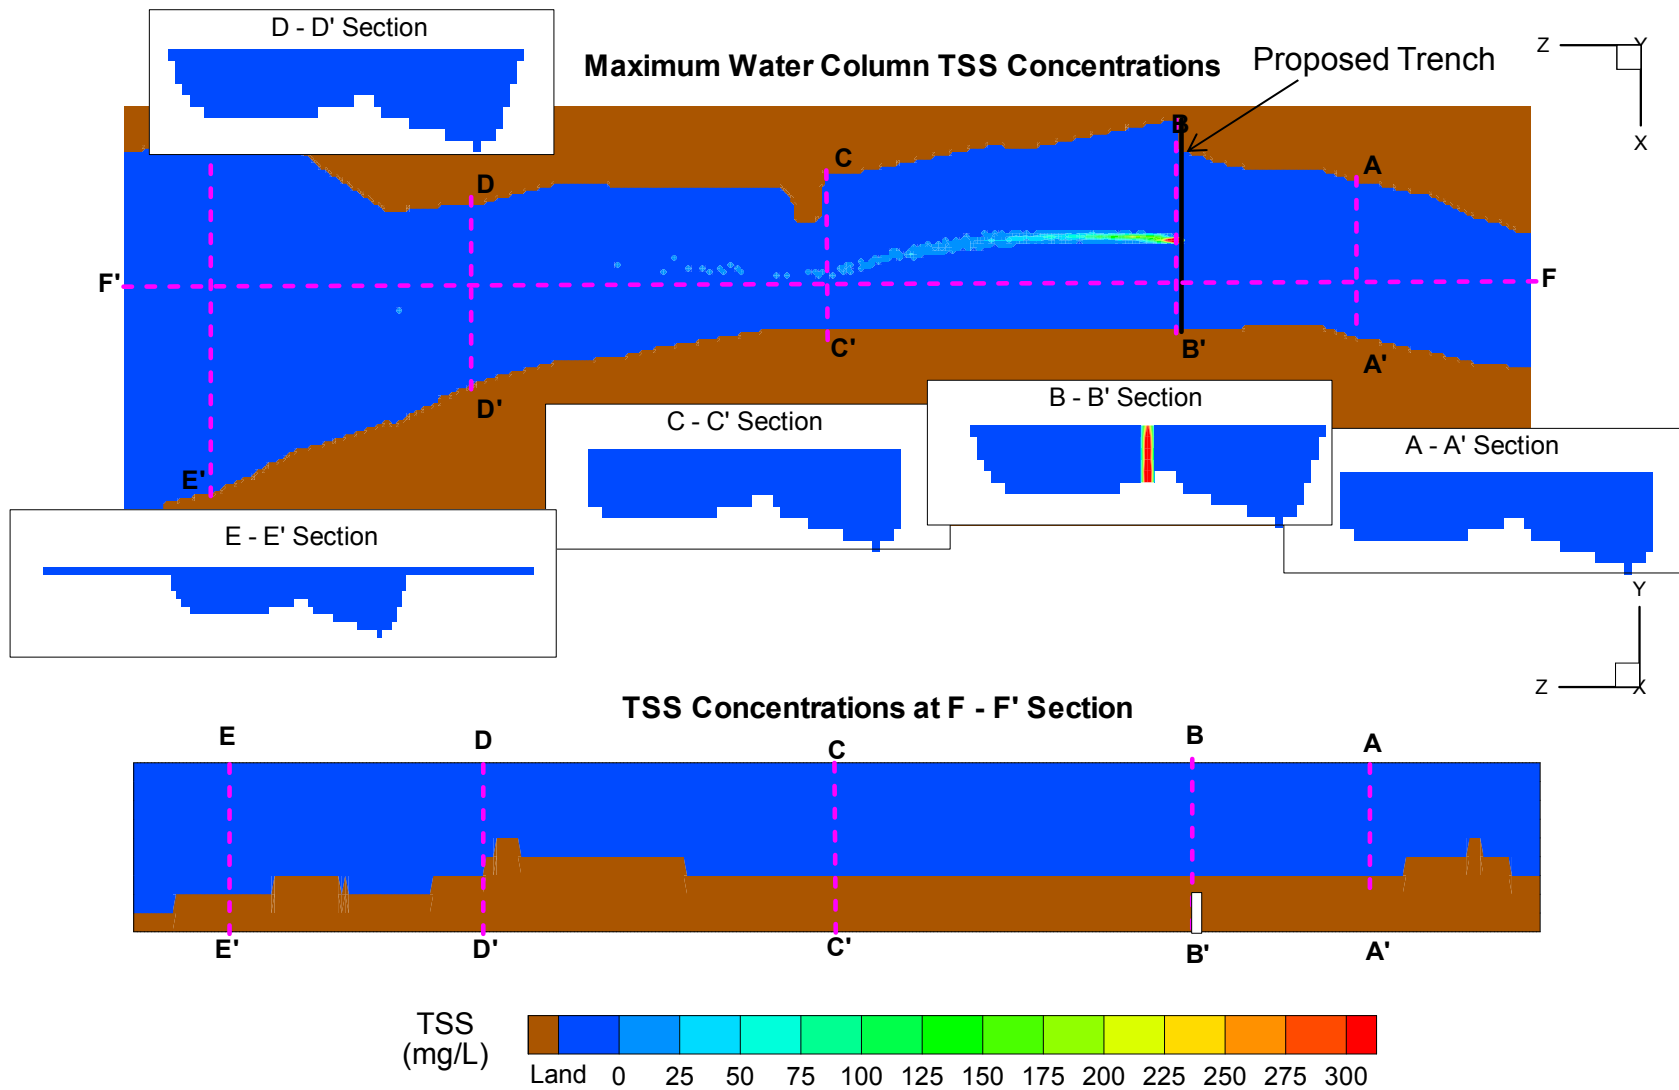 D - D' Section
Maximum Water Column TSS Concentrations
Proposed Trench
Z
Y
X
B
C
A
D
F'
F
C'
B'
A'
D'
E'
B - B' Section
C - C' Section
A - A' Section
E - E' Section
Y
Z
X
TSS Concentrations at F - F' Section
E
D
C
B
A
E'
D'
C'
B'
A'
TSS
(mg/L)
Land 0 25 50 75 100 125 150 175 200 225 250 275 300